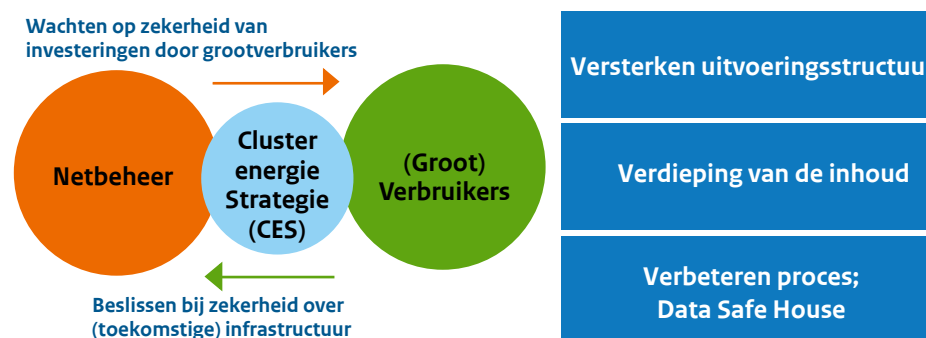 Wachten op zekerheid van
investeringen door grootverbruikers
Netbeheer
Cluster
energie
Strategie
(CES)
(Groot)
Verbruikers
Beslissen bij zekerheid over
(toekomstige) infrastructuur
Versterken uitvoeringsstructuu
Verdieping van de inhoud
Verbeteren proces;
Data Safe House